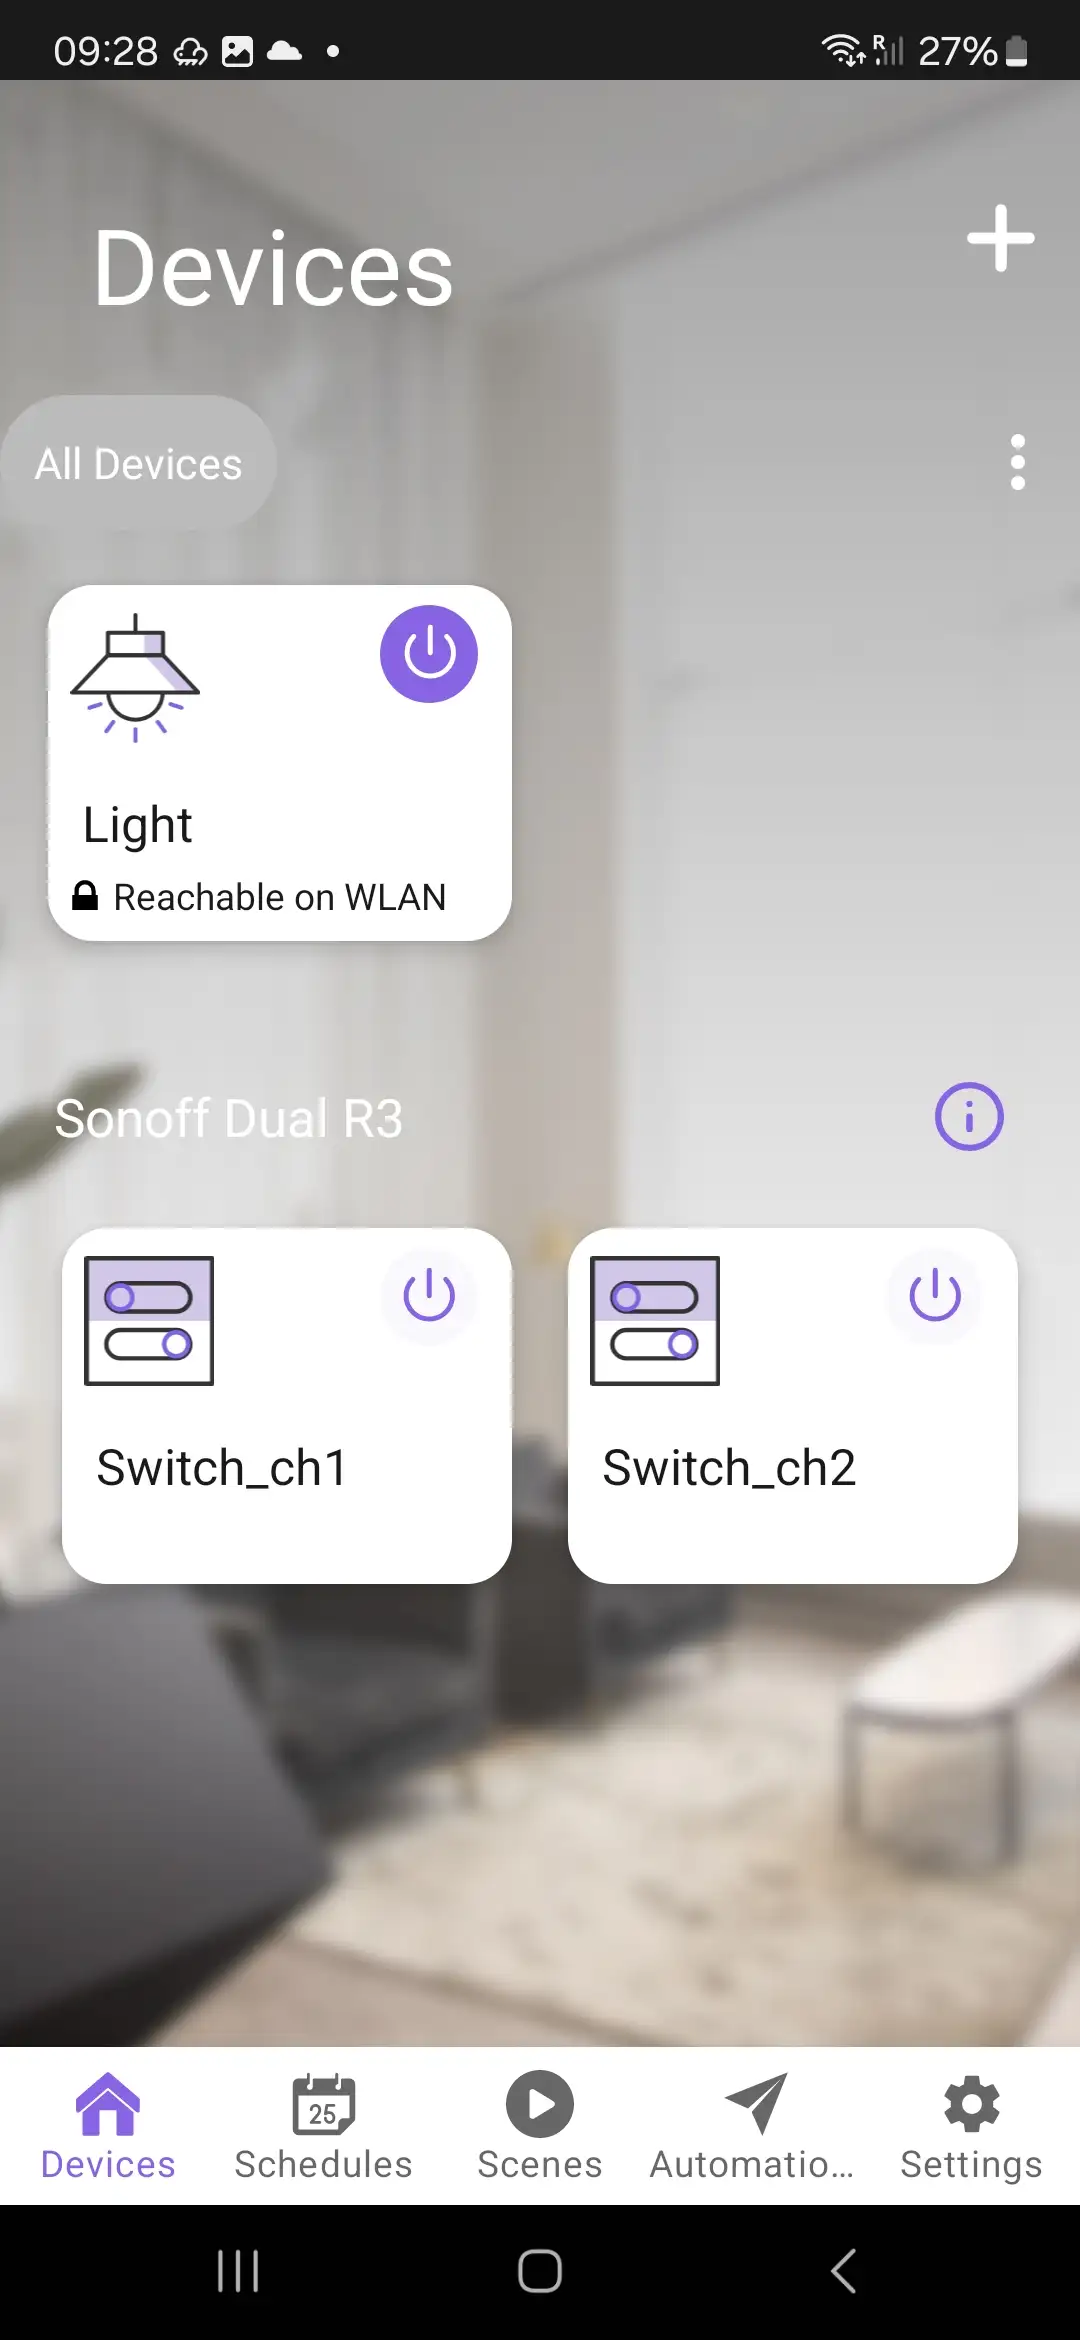 09:28
R
27%
Devices
All Devices
Light
Reachable on WLAN
Sonoff Dual R3
Switch_ch1
Switch_ch2
25
Devices
Schedules
Scenes
Automatio...
Settings